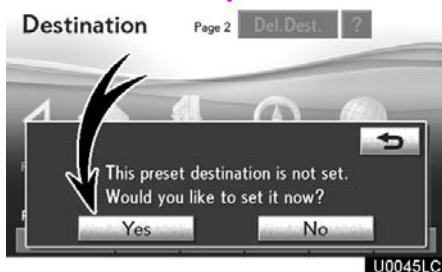 Destination Page 2 Del.Dest. ?
This preset destination is not set.
Would you like to set it now?
Yes No
U0045LC